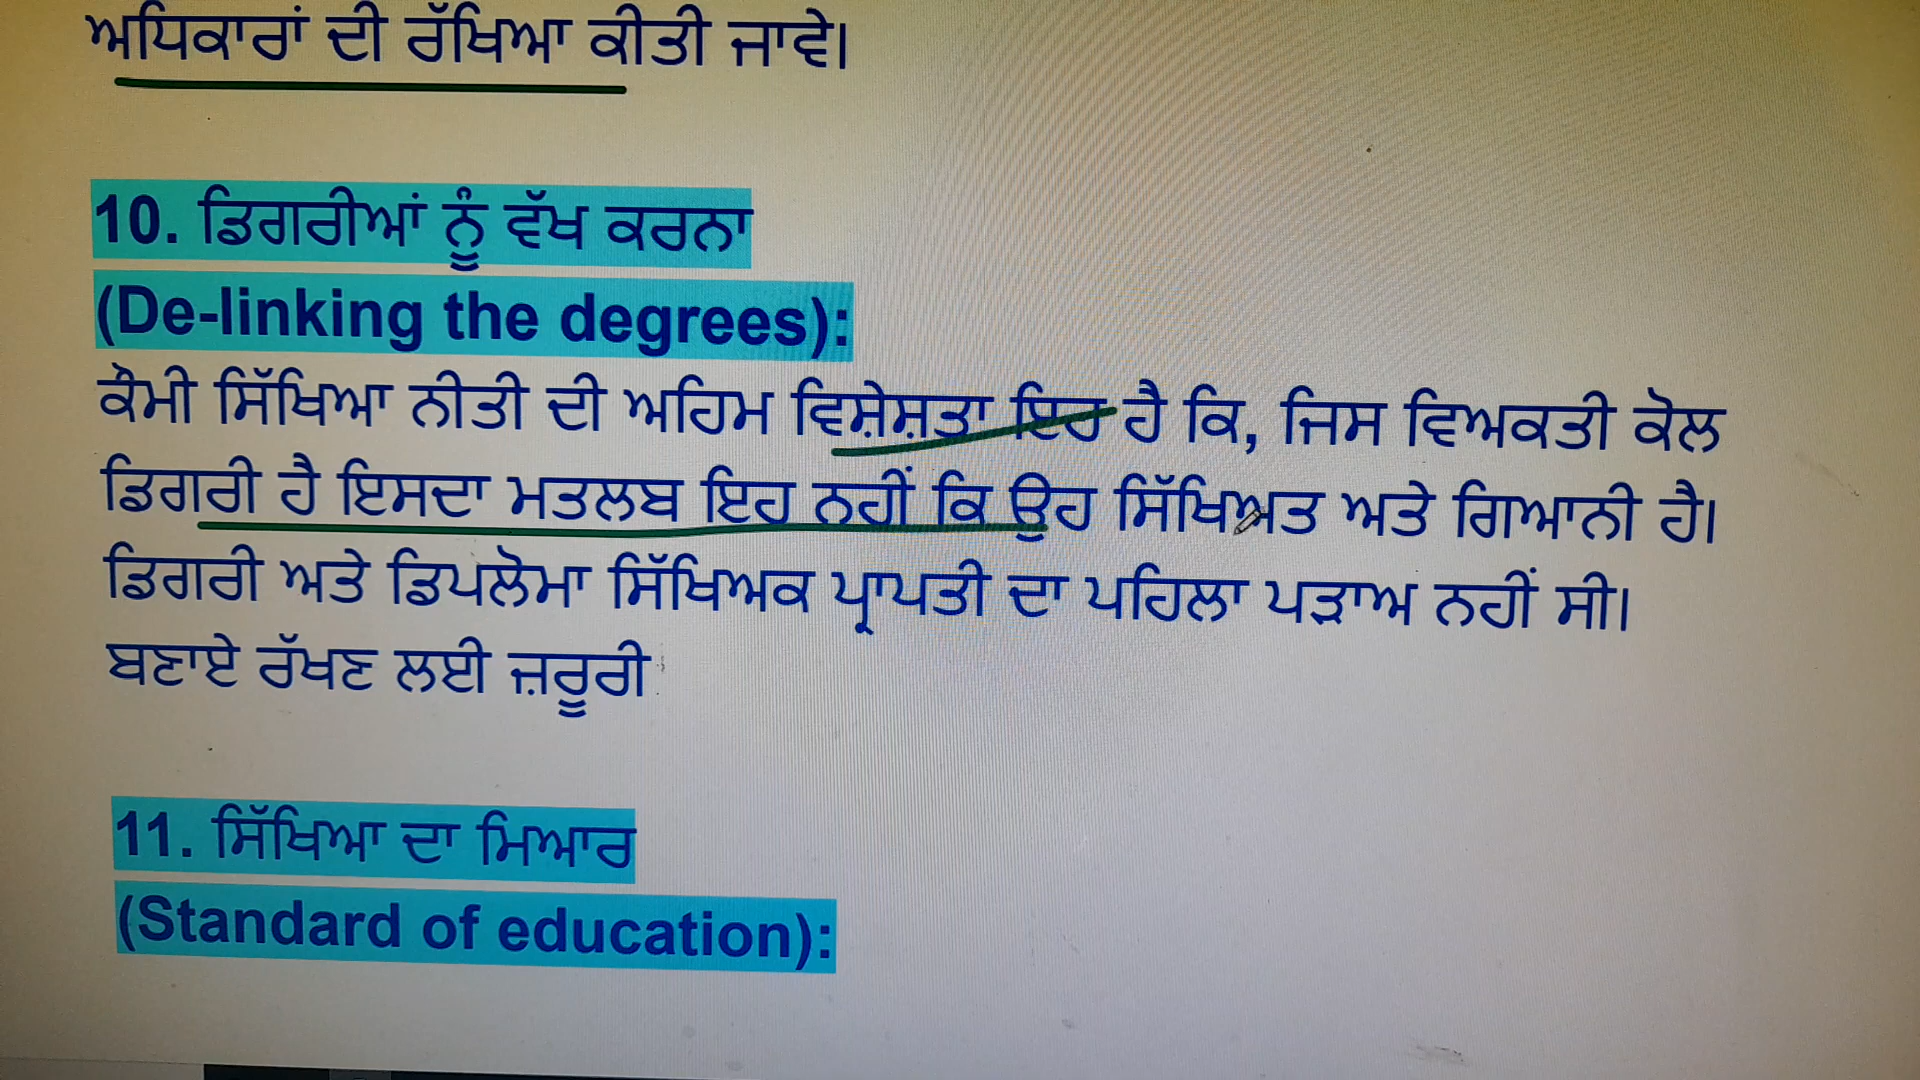 ਅਧਿਕਾਰਾਂ ਦੀ ਰੱਖਿਆ ਕੀਤੀ ਜਾਵੇ।
10. ਡਿਗਰੀਆਂ ਨੂੰ ਵੱਖ ਕਰਨਾ
(De-linking the degrees):
ਕੌਮੀ ਸਿੱਖਿਆ ਨੀਤੀ ਦੀ ਅਹਿਮ ਵਿਸ਼ੇਸ਼ਤਾ ਇਹ ਹੈ ਕਿ, ਜਿਸ ਵਿਅਕਤੀ ਕੋਲ
ਡਿਗਰੀ ਹੈ ਇਸਦਾ ਮਤਲਬ ਇਹ ਨਹੀਂ ਕਿ ਉਹ ਸਿੱਖਿਅਤ ਅਤੇ ਗਿਆਨੀ ਹੈ।
ਡਿਗਰੀ ਅਤੇ ਡਿਪਲੋਮਾ ਸਿੱਖਿਅਕ ਪ੍ਰਾਪਤੀ ਦਾ ਪਹਿਲਾ ਪੜਾਅ ਨਹੀਂ ਸੀ।
ਬਣਾਏ ਰੱਖਣ ਲਈ ਜ਼ਰੂਰੀ
11. ਸਿੱਖਿਆ ਦਾ ਮਿਆਰ
(Standard of education):